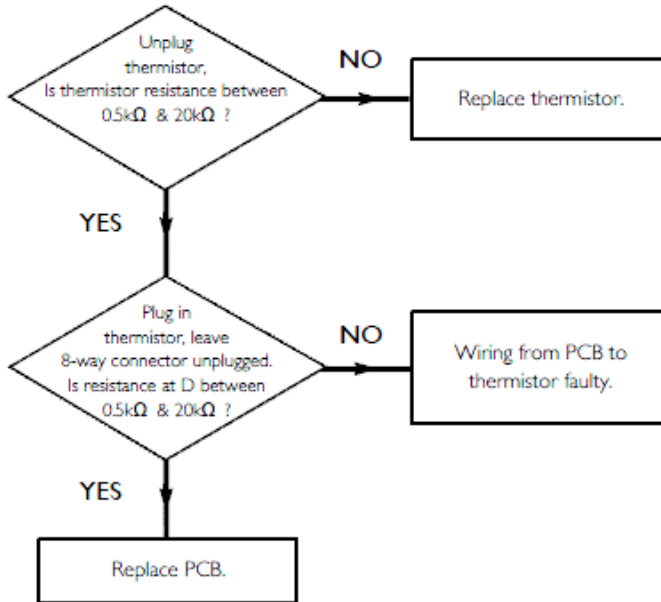 Unplug
thermistor,
Is thermistor resistance between
0.5kΩ & 20kΩ ?
NO
Replace thermistor.
YES
Plug in
thermistor, leave
8-way connector unplugged.
Is resistance at D between
0.5kΩ & 20kΩ ?
NO
Wiring from PCB to
thermistor faulty.
YES
Replace PCB.